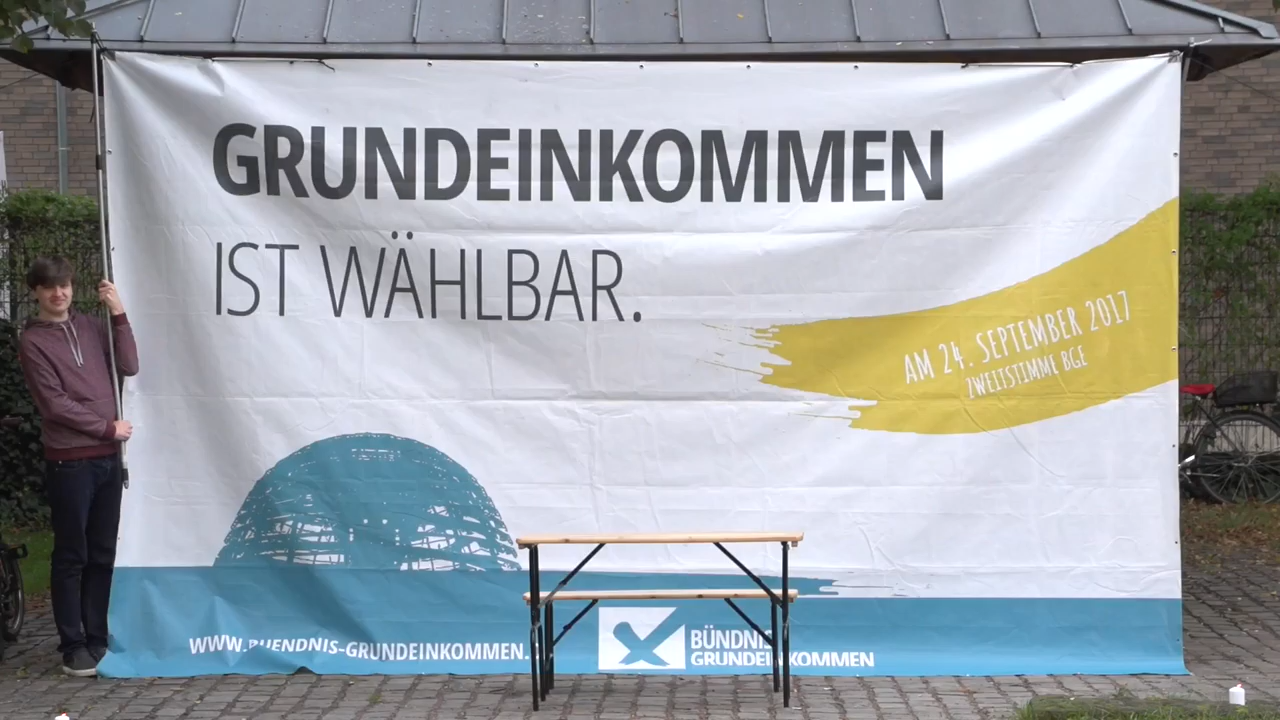 GRUNDEINKOMMEN
IST WÄHLBAR.
AM 24. SEPTEMBER 2017
ZWEITSTIMME BGE
WWW.BUENDNIS-GRUNDEINKOMMEN.
BÜNDNIS
GRUNDEINKOMMEN